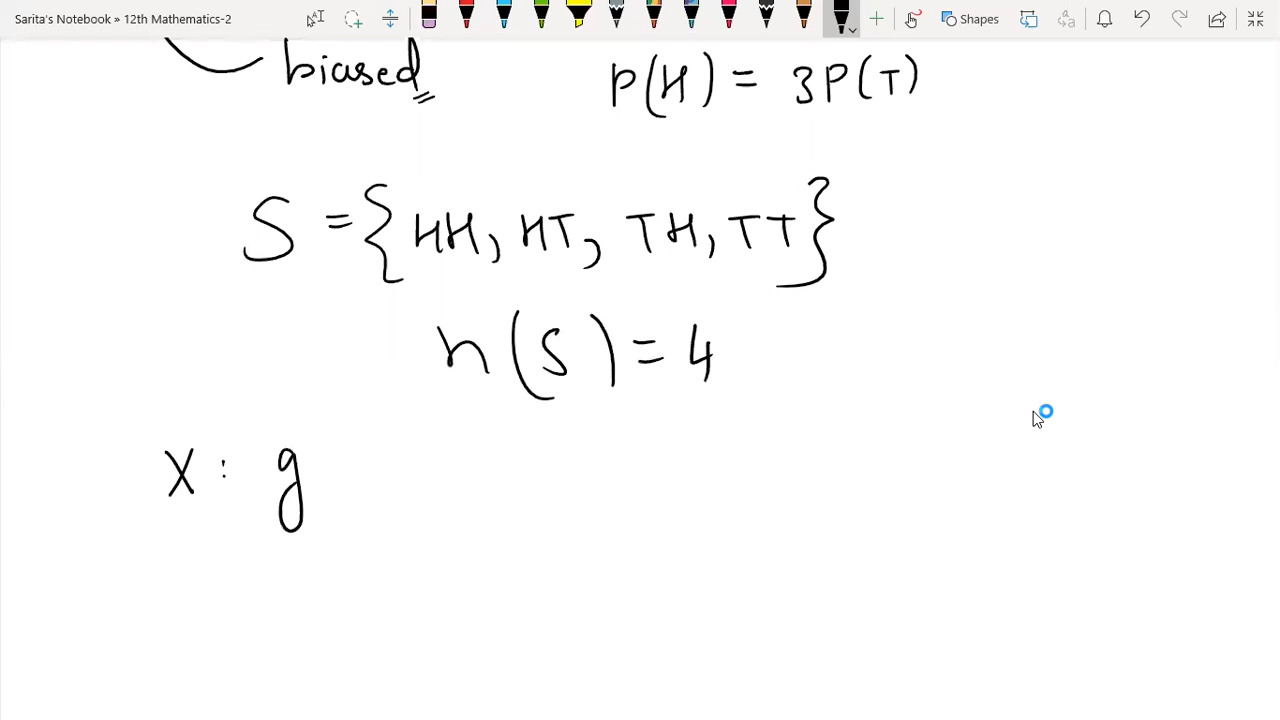 Sarita's Notebook » 12th Mathematics-2
Shapes
biased
P(H) = 3P(T)
S = {HH, HT, TH, TT}
n(S) = 4
X : g